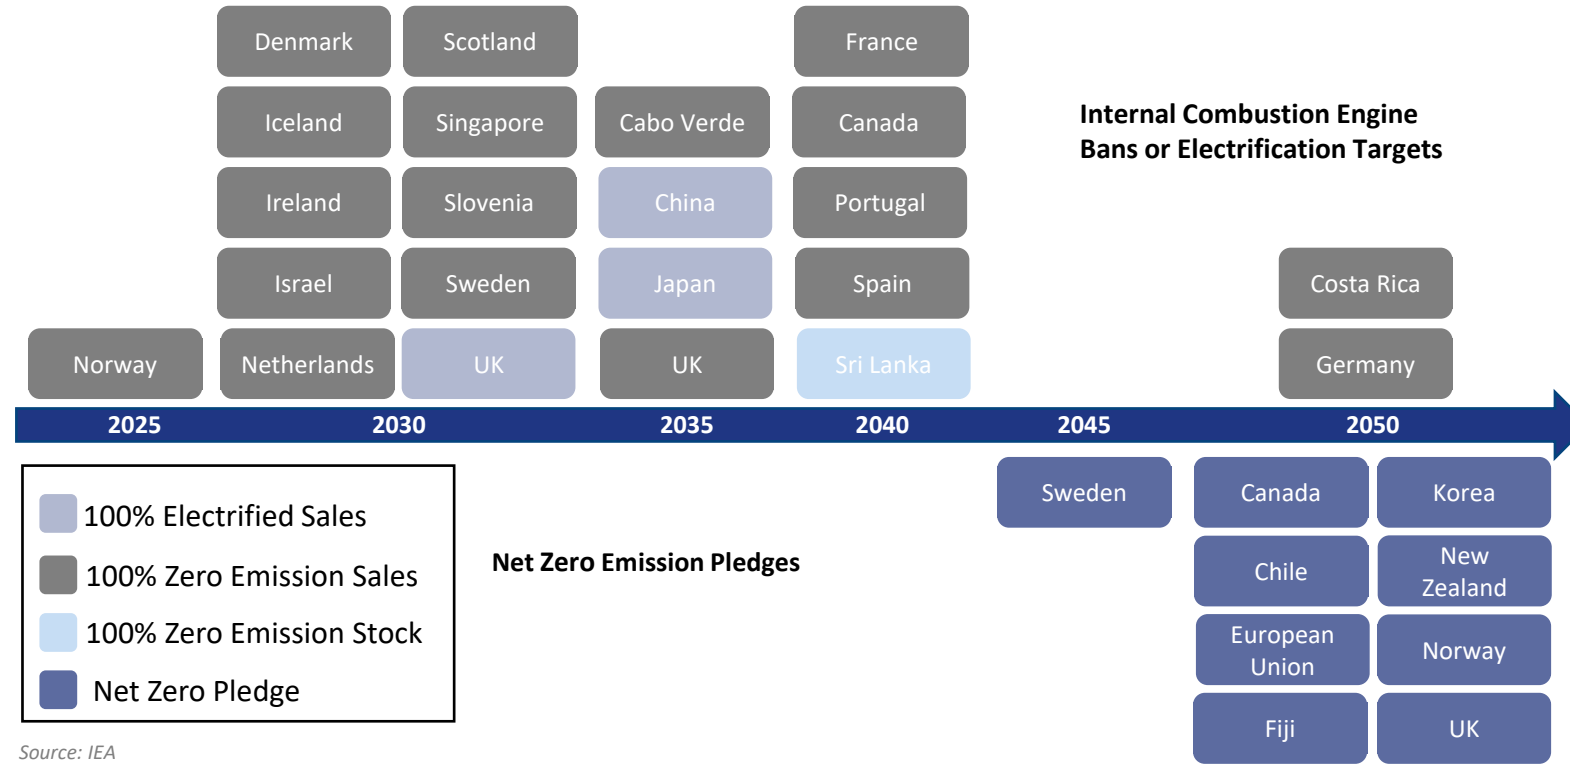 Denmark
Scotland
France
Iceland
Singapore
Cabo Verde
Canada
Internal Combustion Engine
Bans or Electrification Targets
Ireland
Slovenia
China
Portugal
Israel
Sweden
Japan
Spain
Costa Rica
Norway
Netherlands
UK
UK
Sri Lanka
Germany
2025
2030
2035
2040
2045
2050
100% Electrified Sales
100% Zero Emission Sales
100% Zero Emission Stock
Net Zero Pledge
Net Zero Emission Pledges
Sweden
Canada
Korea
Chile
New
Zealand
European
Union
Norway
Fiji
UK
Source: IEA